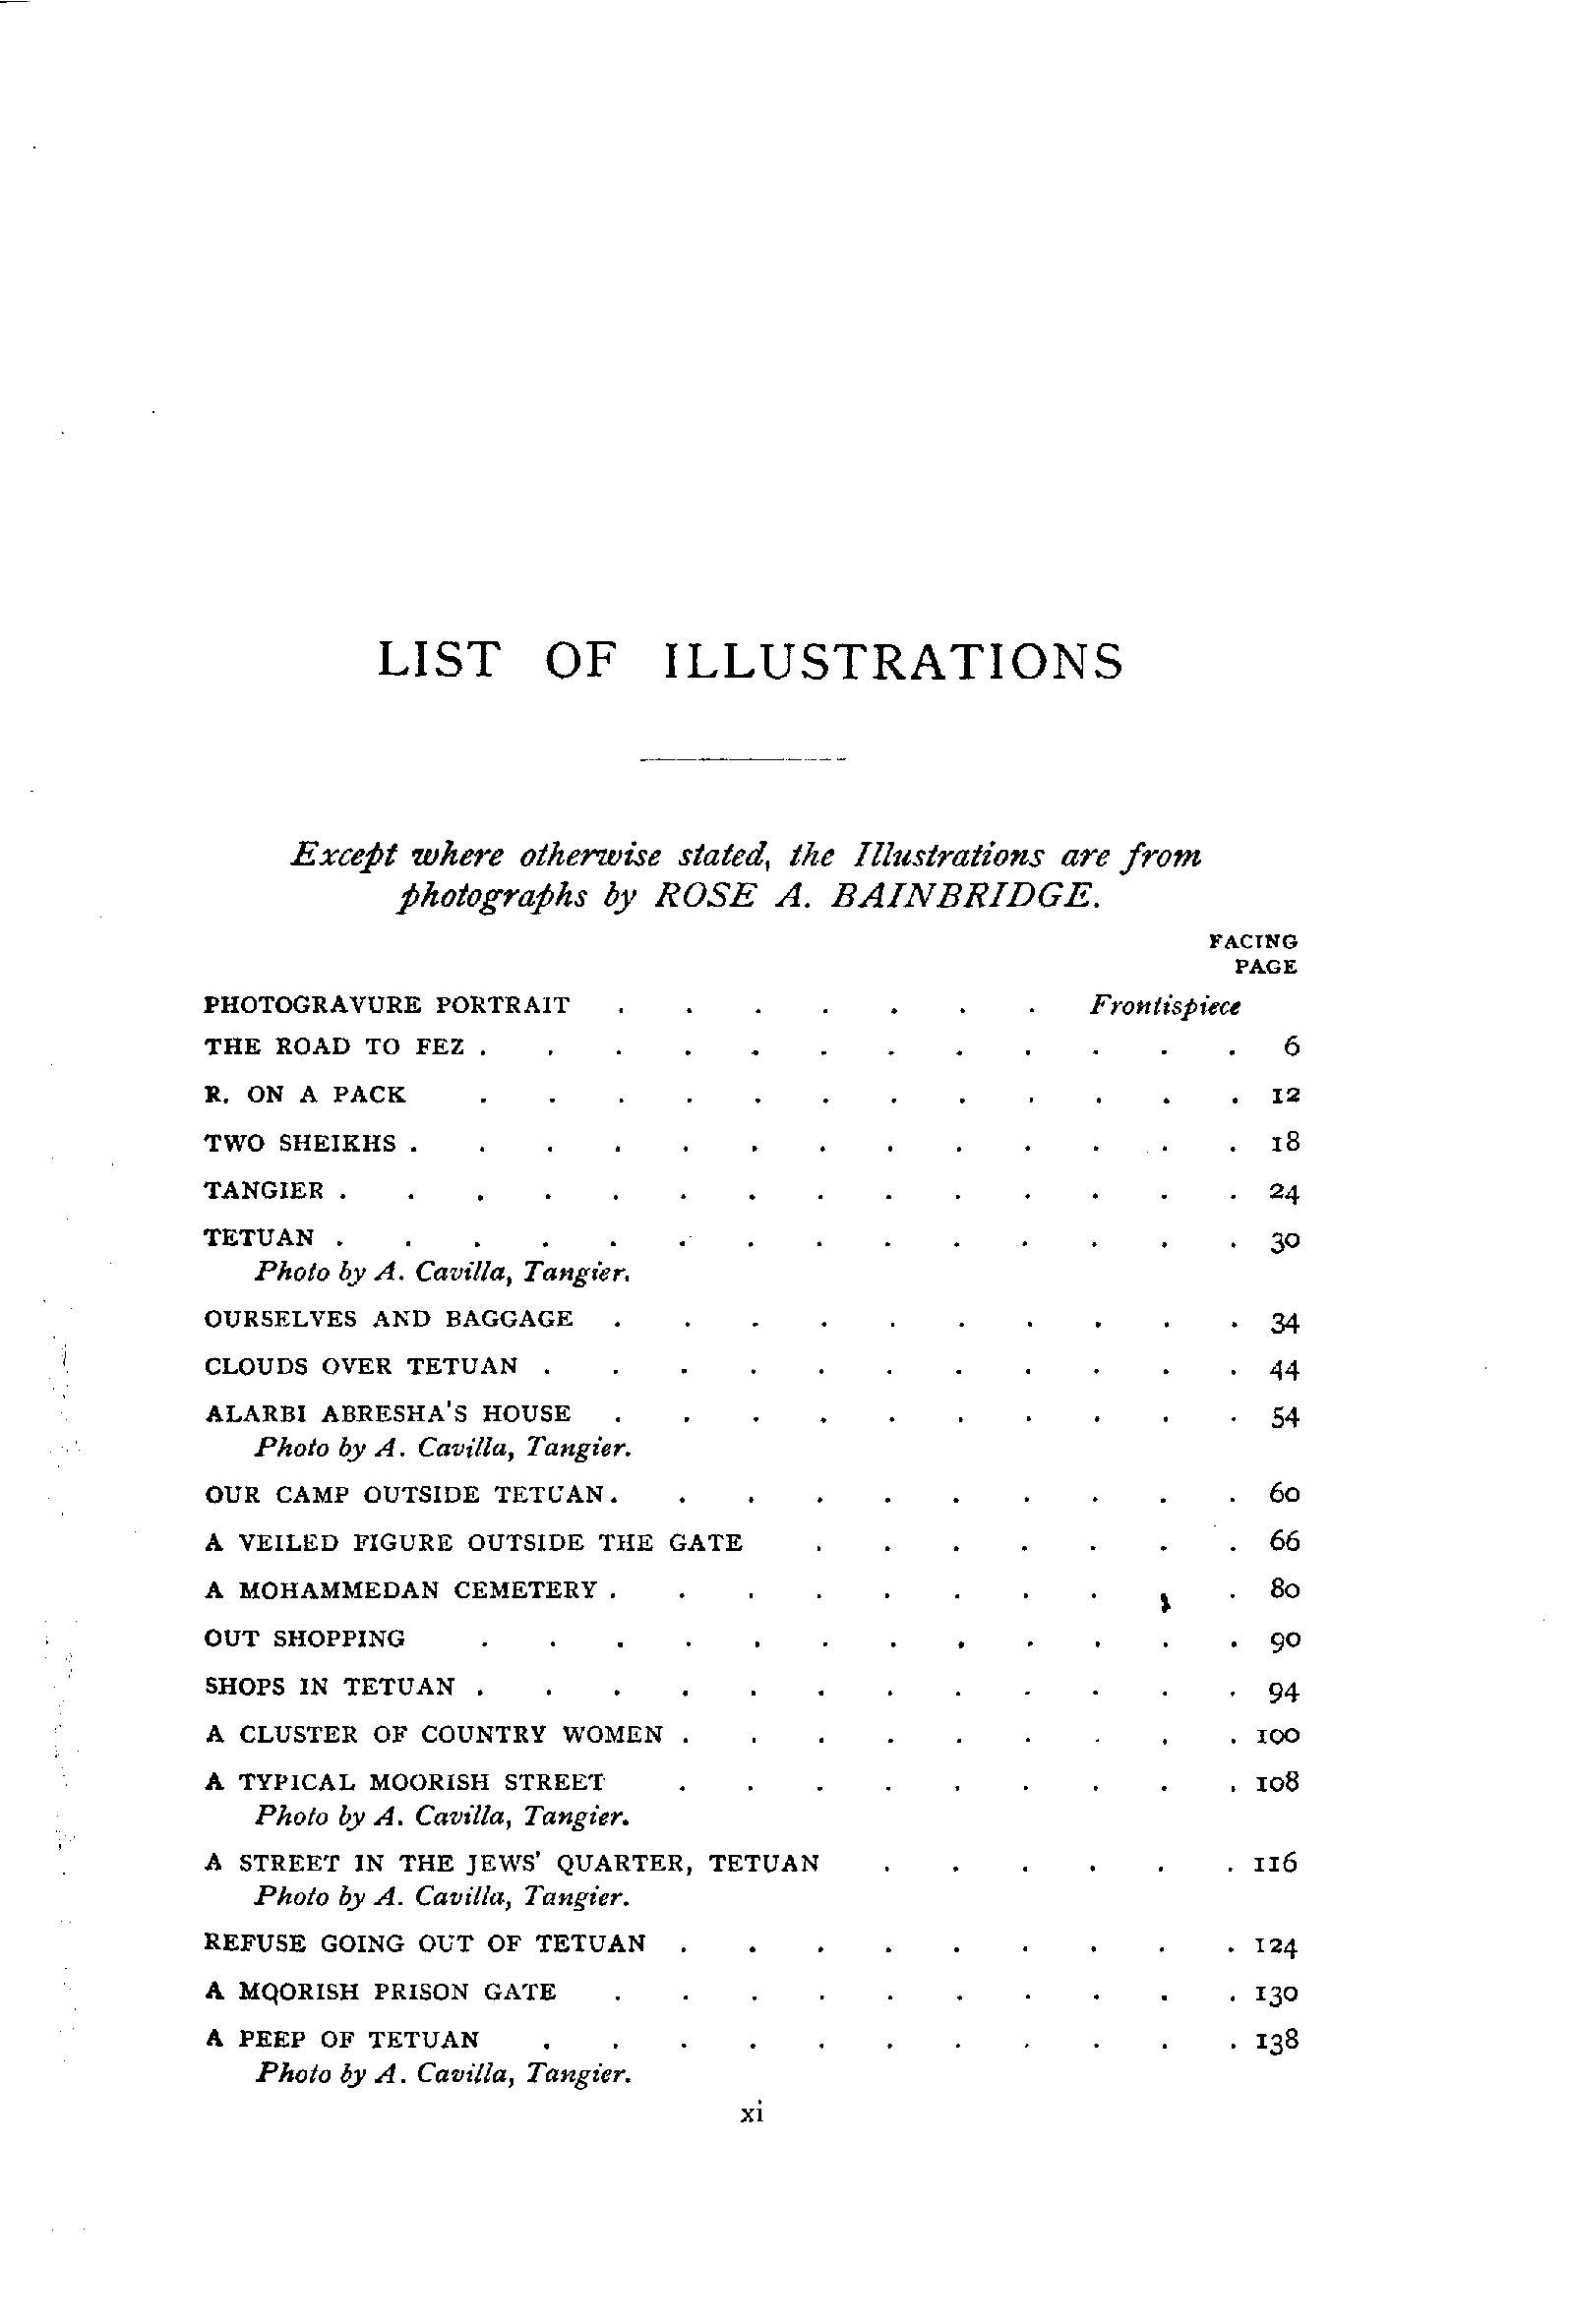 LIST OF ILLUSTRATIONS
Except where otherwise stated, the Illustrations are from
photographs by ROSE A. BAINBRIDGE.
FACING
PAGE
PHOTOGRAVURE PORTRAIT . . . . . . . Frontispiece
THE ROAD TO FEZ . . . . . . . . . . . . 6
R. ON A PACK . . . . . . . . . . . . 12
TWO SHEIKHS . . . . . . . . . . . . . 18
TANGIER . . . . . . . . . . . . . . 24
TETUAN . . . . . . . . . . . . . . 30
Photo by A. Cavilla, Tangier.
OURSELVES AND BAGGAGE . . . . . . . . . . 34
CLOUDS OVER TETUAN . . . . . . . . . . . 44
ALARBI ABRESHA'S HOUSE . . . . . . . . . . 54
Photo by A. Cavilla, Tangier.
OUR CAMP OUTSIDE TETUAN . . . . . . . . . . 60
A VEILED FIGURE OUTSIDE THE GATE . . . . . . . 66
A MOHAMMEDAN CEMETERY . . . . . . . . . . 80
OUT SHOPPING . . . . . . . . . . . . 90
SHOPS IN TETUAN . . . . . . . . . . . . 94
A CLUSTER OF COUNTRY WOMEN . . . . . . . . . 100
A TYPICAL MOORISH STREET . . . . . . . . . 108
Photo by A. Cavilla, Tangier.
A STREET IN THE JEWS' QUARTER, TETUAN . . . . . . 116
Photo by A. Cavilla, Tangier.
REFUSE GOING OUT OF TETUAN . . . . . . . . . 124
A MOORISH PRISON GATE . . . . . . . . . . 130
A PEEP OF TETUAN . . . . . . . . . . . 138
Photo by A. Cavilla, Tangier.
xi